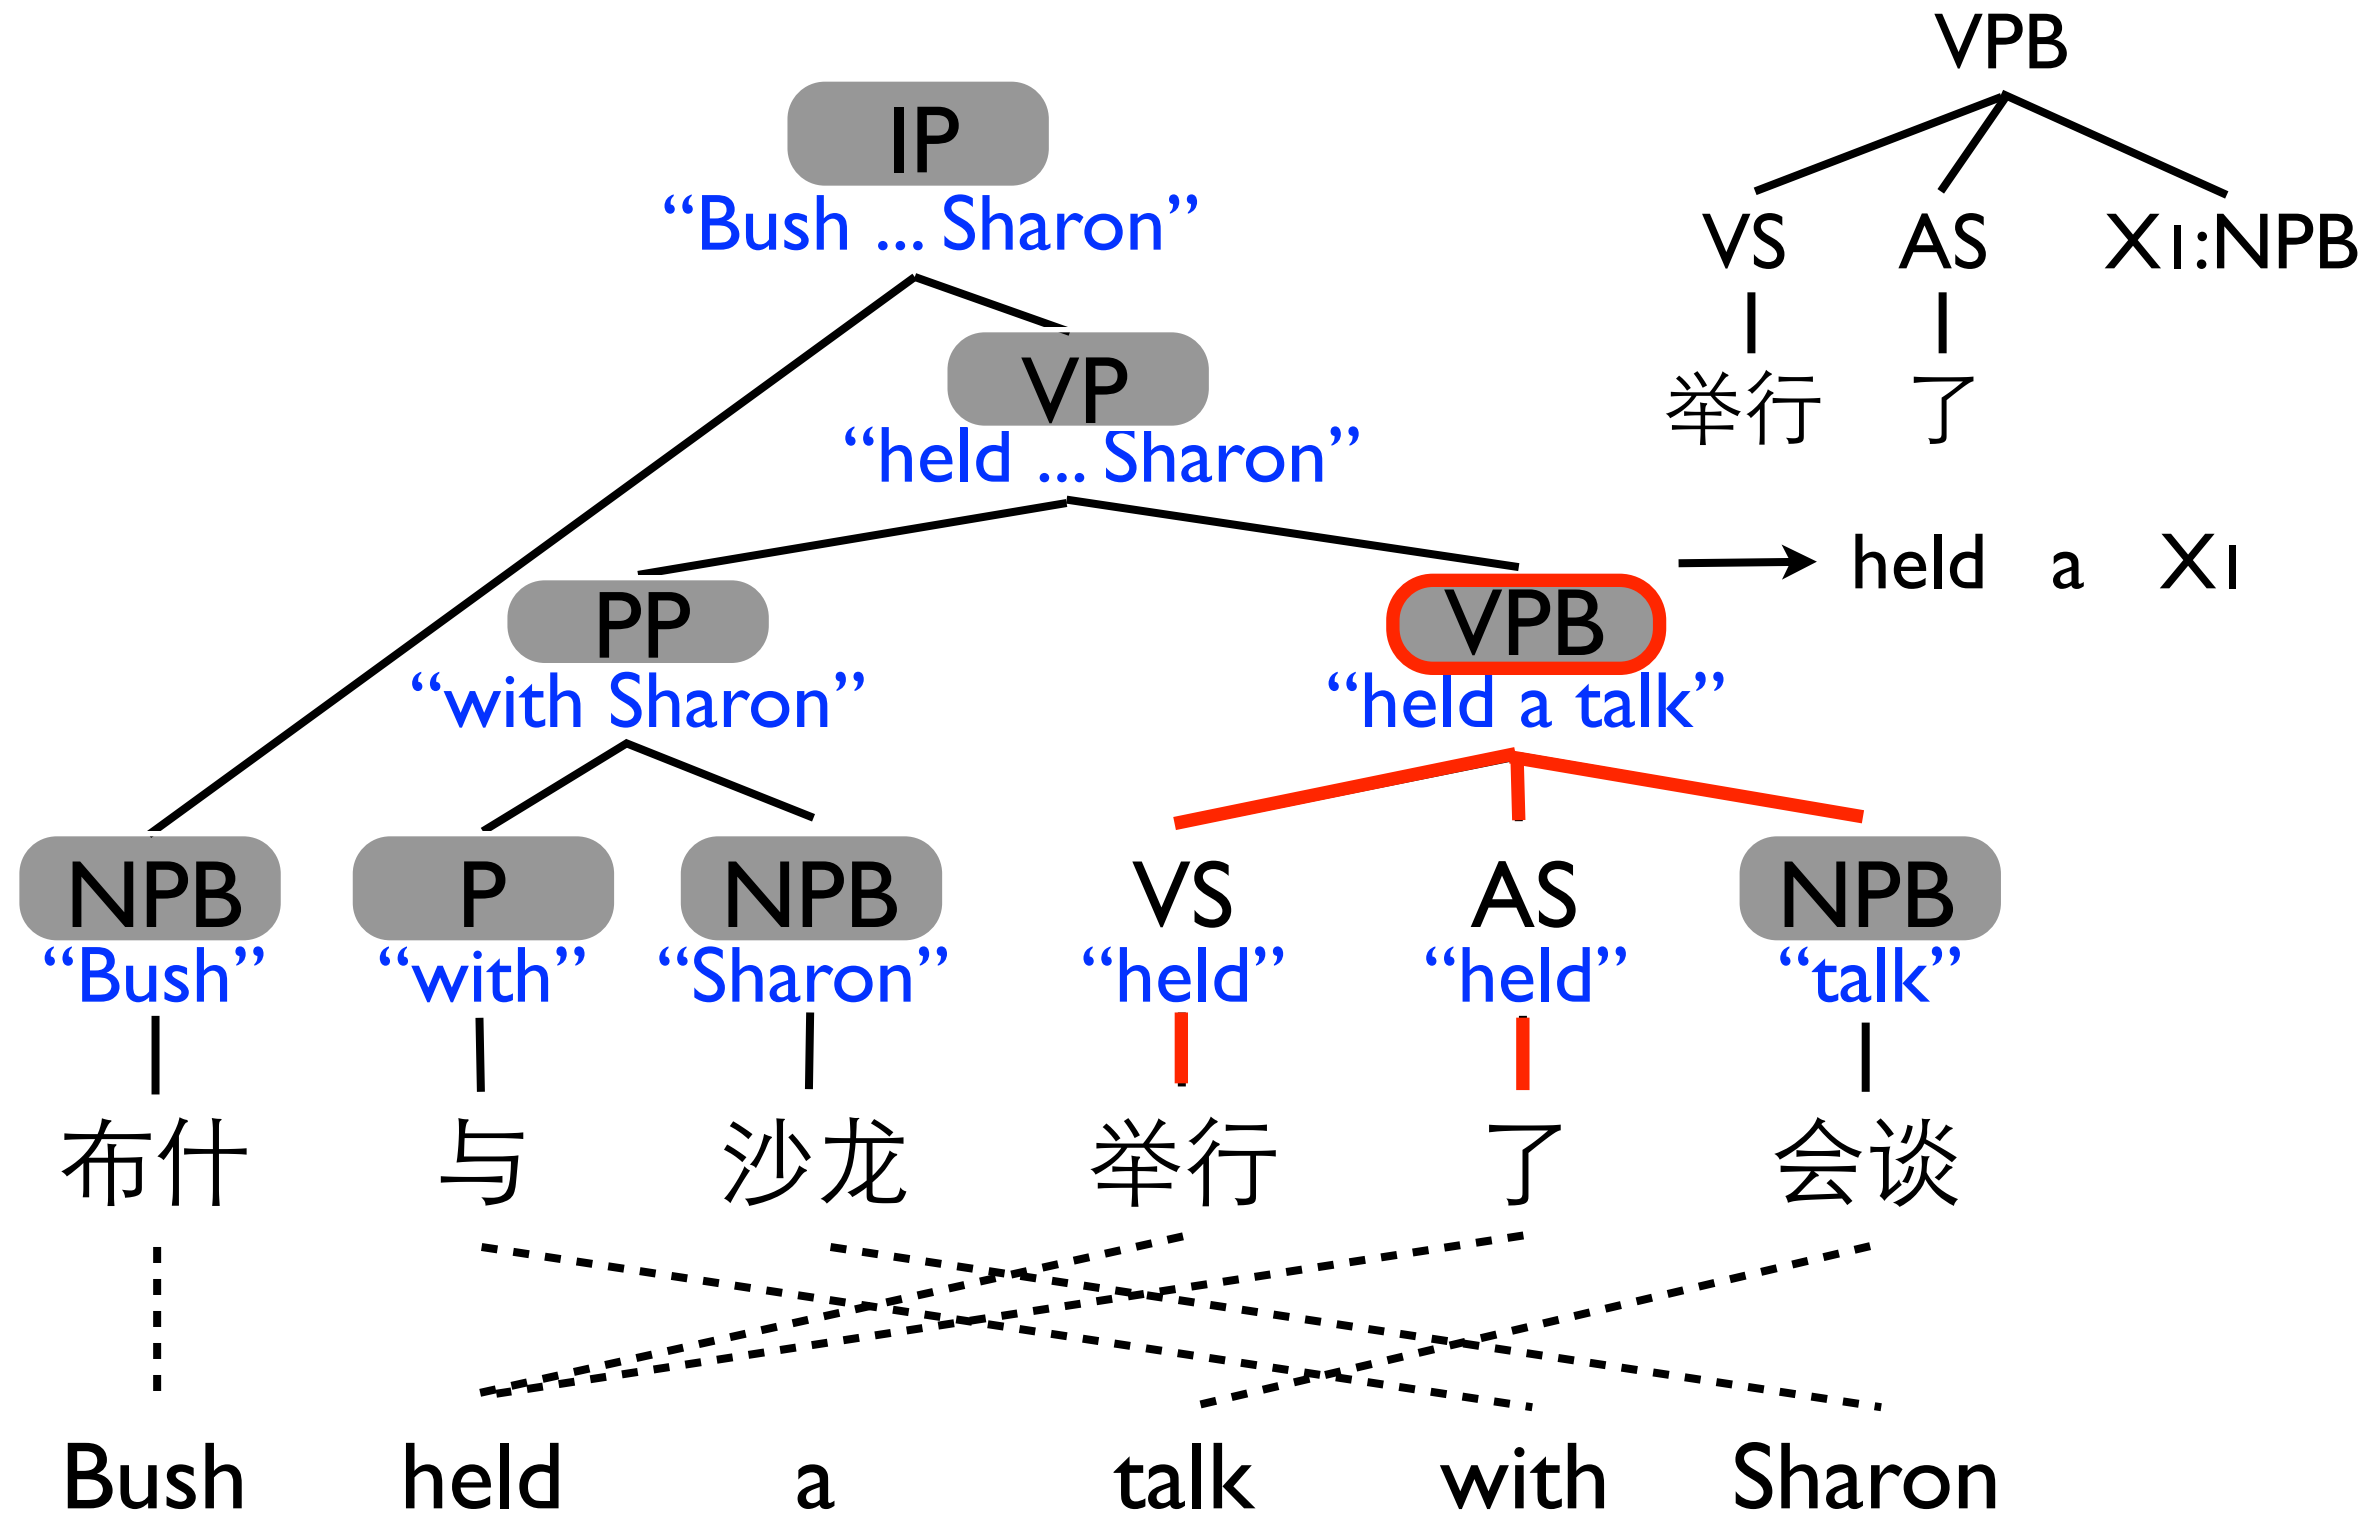 VPB
IP
“Bush ... Sharon”
VS AS X1:NPB
举行 了
VP
“held ... Sharon”
held a X1
PP VPB
“with Sharon” “held a talk”
NPB P NPB VS AS NPB
“Bush” “with” “Sharon” “held” “held” “talk”
布什 与 沙龙 举行 了 会谈
Bush held a talk with Sharon